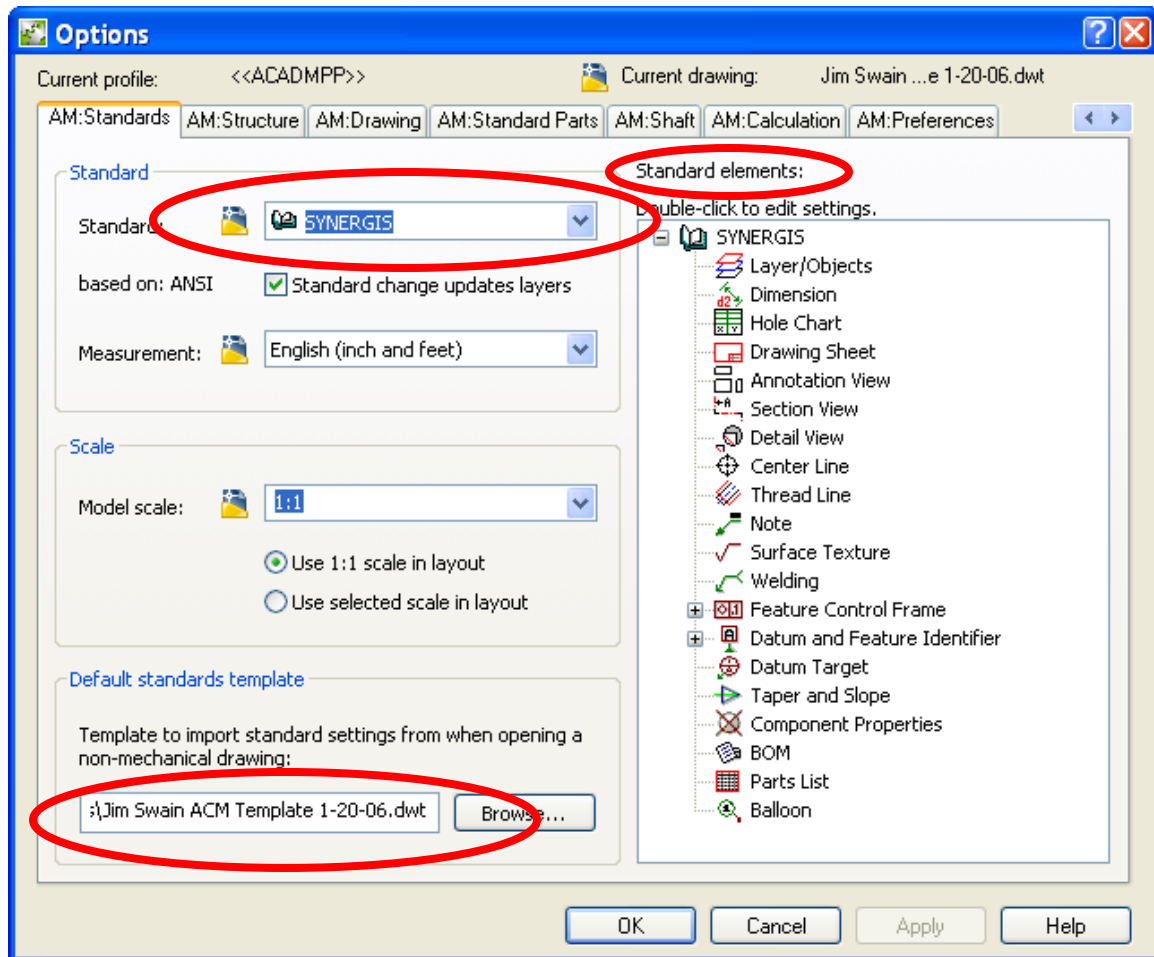 Options
Current profile: <<ACADMPP>> Current drawing: Jim Swain ...e 1-20-06.dwt
AM:Standards AM:Structure AM:Drawing AM:Standard Parts AM:Shaft AM:Calculation AM:Preferences
Standard
Standard: SYNERGIS
based on: ANSI Standard change updates layers
Measurement: English (inch and feet)
Scale
Model scale: 1:1
Use 1:1 scale in layout
Use selected scale in layout
Default standards template
Template to import standard settings from when opening a
non-mechanical drawing:
;\Jim Swain ACM Template 1-20-06.dwt Browse...
Standard elements:
Double-click to edit settings.
SYNERGIS
Layer/Objects
Dimension
Hole Chart
Drawing Sheet
Annotation View
Section View
Detail View
Center Line
Thread Line
Note
Surface Texture
Welding
Feature Control Frame
Datum and Feature Identifier
Datum Target
Taper and Slope
Component Properties
BOM
Parts List
Balloon
OK Cancel Apply Help